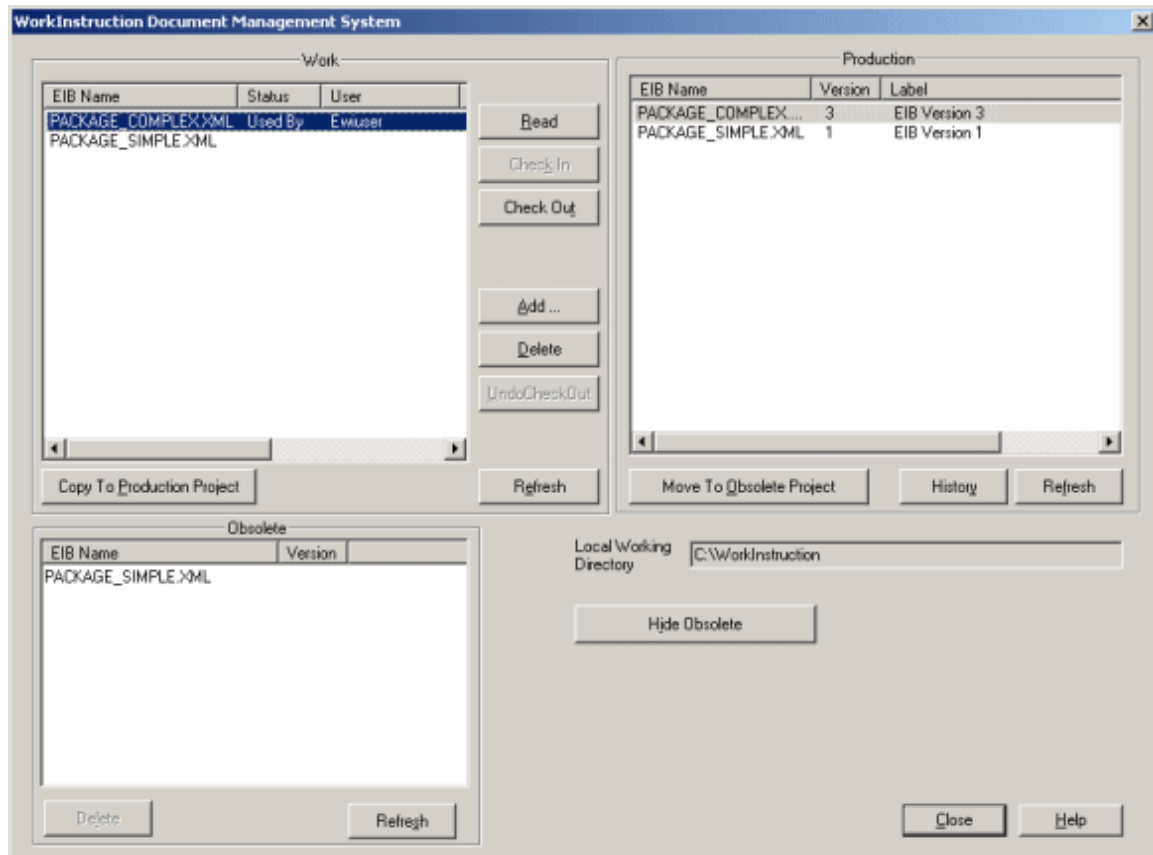 WorkInstruction Document Management System
Work
EIB Name Status User
PACKAGE_COMPLEX.XML Used By Ewiuser
PACKAGE_SIMPLE.XML
Read
Check In
Check Out
Add ...
Delete
UndoCheckOut
Copy To Production Project
Refresh
Production
EIB Name Version Label
PACKAGE_COMPLEX.... 3 EIB Version 3
PACKAGE_SIMPLE.XML 1 EIB Version 1
Move To Obsolete Project
History
Refresh
Obsolete
EIB Name Version
PACKAGE_SIMPLE.XML
Delete
Refresh
Local Working
Directory
C:\WorkInstruction
Hide Obsolete
Close
Help